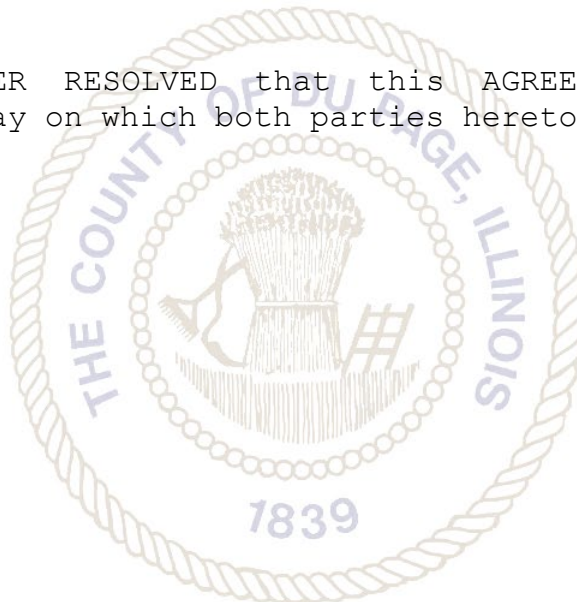 ER RESOLVED that this AGREE
ay on which both parties hereto
THE COUNTY OF DU PAGE, ILLINOIS
1839